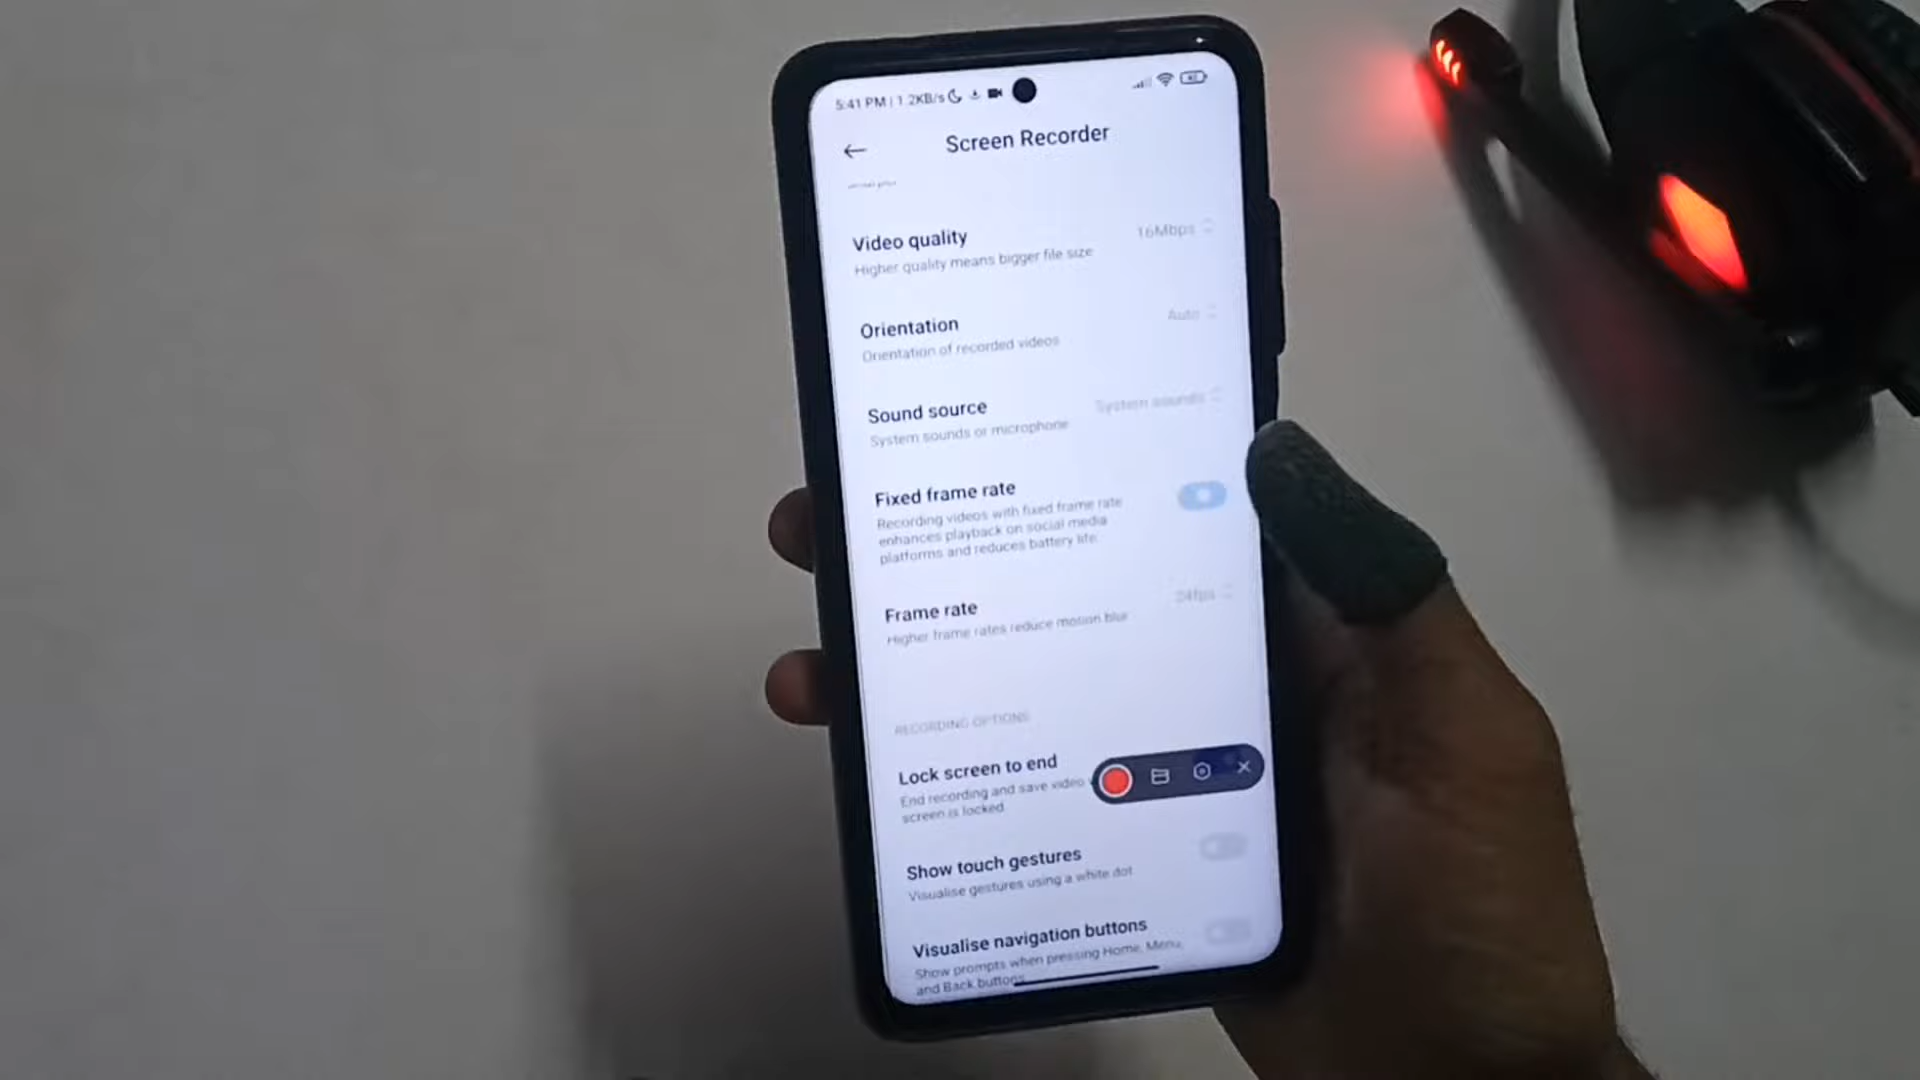 5:41 PM | 1.2KB/s
Screen Recorder
Video quality
16Mbps
Higher quality means bigger file size
Orientation
Auto
Orientation of recorded videos
Sound source
System sounds
System sounds or microphone
Fixed frame rate
Recording videos with fixed frame rate
enhances playback on social media
platforms and reduces battery life.
Frame rate
24fps
Higher frame rates reduce motion blur
RECORDING OPTIONS
Lock screen to end
End recording and save video
screen is locked
Show touch gestures
Visualise gestures using a white dot
Visualise navigation buttons
Show prompts when pressing Home, Menu,
and Back buttons